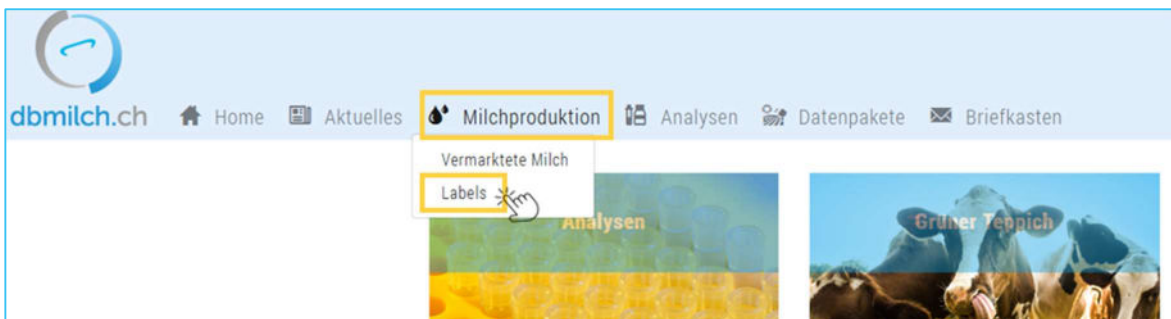 dbmilch.ch Home Aktuelles Milchproduktion Analysen Datenpakete Briefkasten
Vermarktete Milch
Labels
Analysen Grüner Teppich